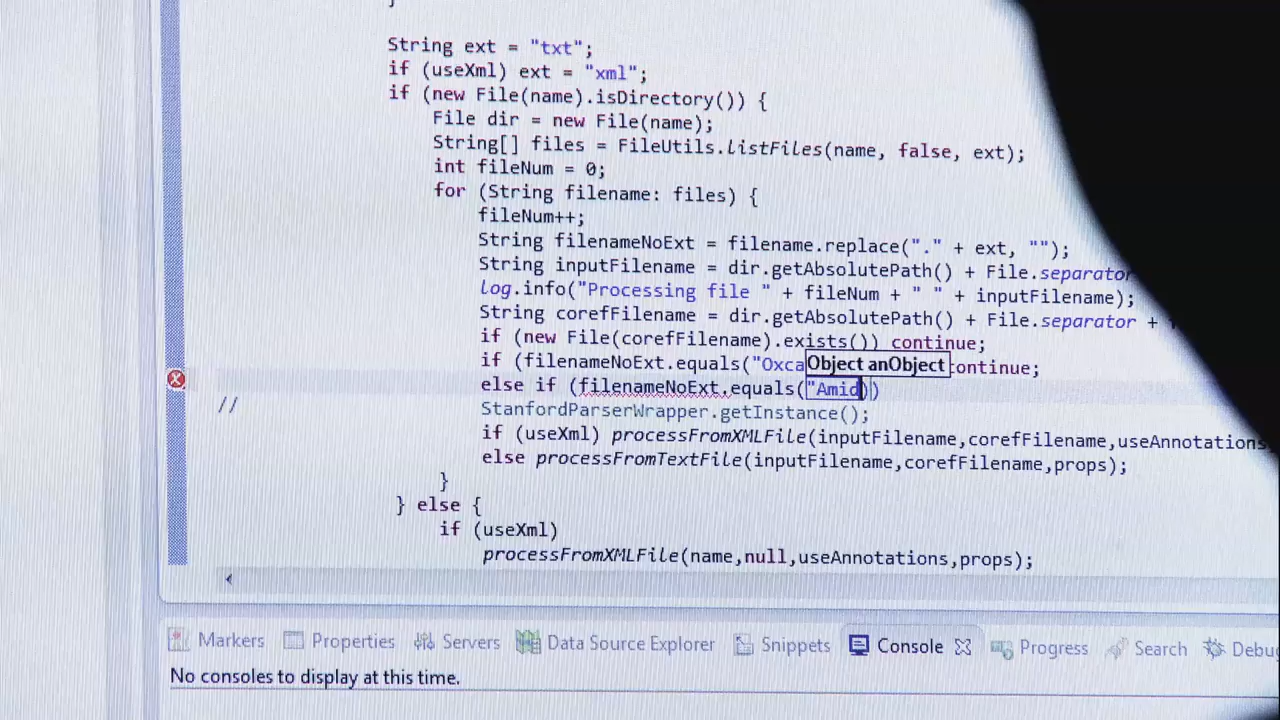 }
String ext = "txt";
if (useXml) ext = "xml";
if (new File(name).isDirectory()) {
File dir = new File(name);
String[] files = FileUtils.listFiles(name, false, ext);
int fileNum = 0;
for (String filename: files) {
fileNum++;
String filenameNoExt = filename.replace("." + ext, "");
String inputFilename = dir.getAbsolutePath() + File.separator
log.info("Processing file " + fileNum + " " + inputFilename);
String corefFilename = dir.getAbsolutePath() + File.separator +
if (new File(corefFilename).exists()) continue;
if (filenameNoExt.equals("Oxca Object anObject continue;
else if (filenameNoExt.equals("Amid))
// StanfordParserWrapper.getInstance();
if (useXml) processFromXMLFile(inputFilename,corefFilename,useAnnotations,
else processFromTextFile(inputFilename,corefFilename,props);
}
} else {
if (useXml)
processFromXMLFile(name,null,useAnnotations,props);
Markers Properties Servers Data Source Explorer Snippets Console Progress Search Debug
No consoles to display at this time.